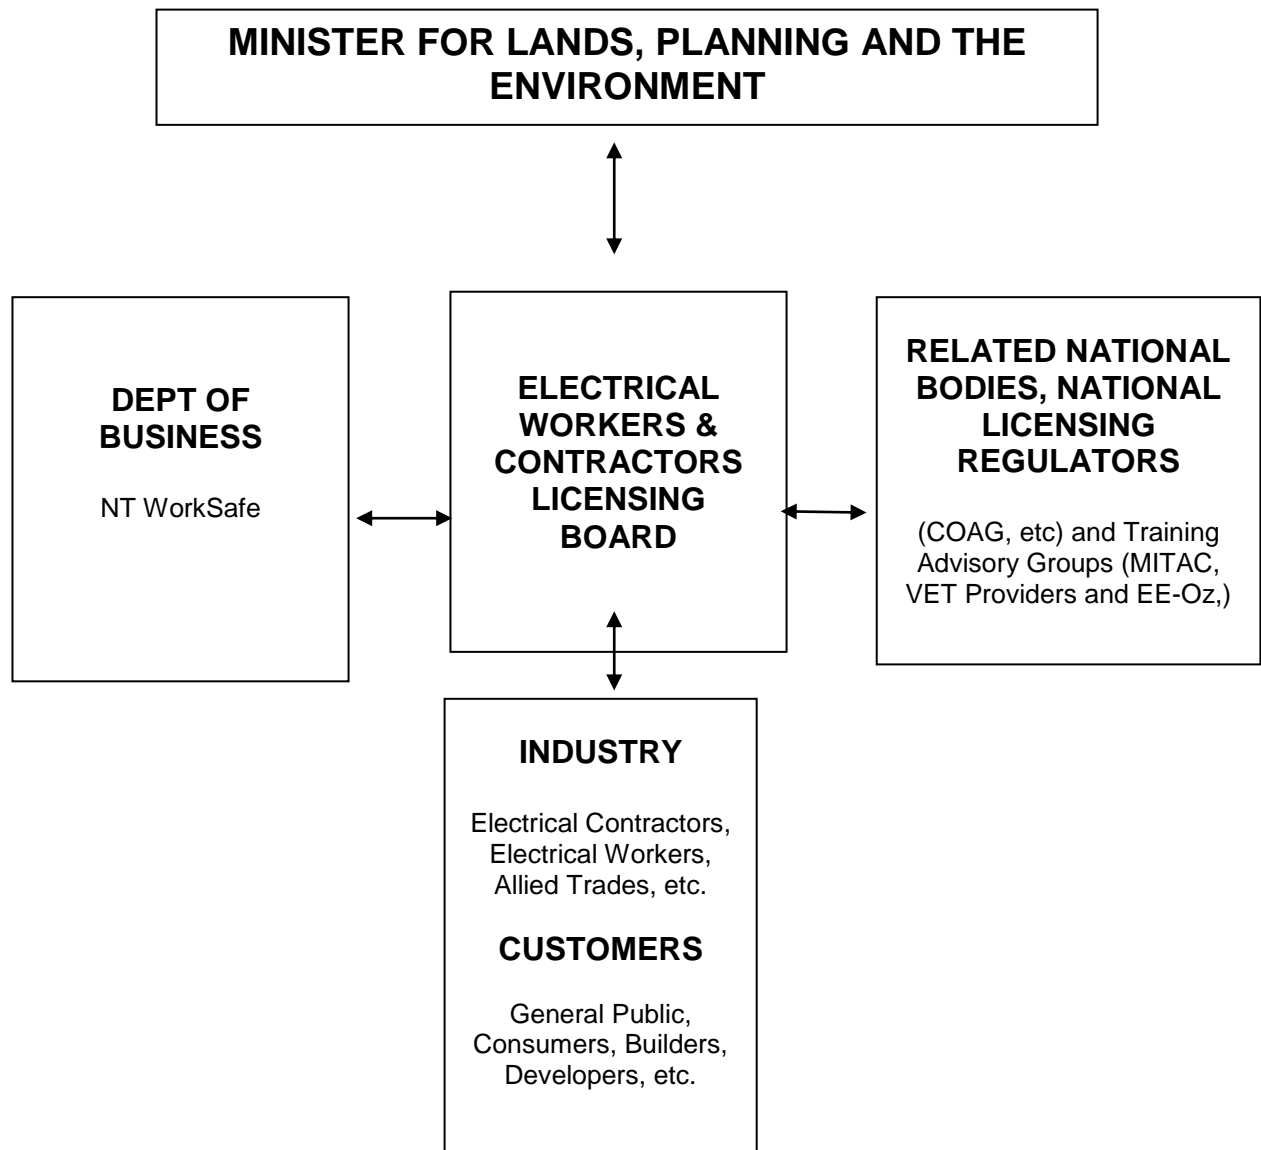 MINISTER FOR LANDS, PLANNING AND THE
ENVIRONMENT
DEPT OF
BUSINESS
NT WorkSafe
ELECTRICAL
WORKERS &
CONTRACTORS
LICENSING
BOARD
RELATED NATIONAL
BODIES, NATIONAL
LICENSING
REGULATORS
(COAG, etc) and Training
Advisory Groups (MITAC,
VET Providers and EE-Oz,)
INDUSTRY
Electrical Contractors,
Electrical Workers,
Allied Trades, etc.
CUSTOMERS
General Public,
Consumers, Builders,
Developers, etc.